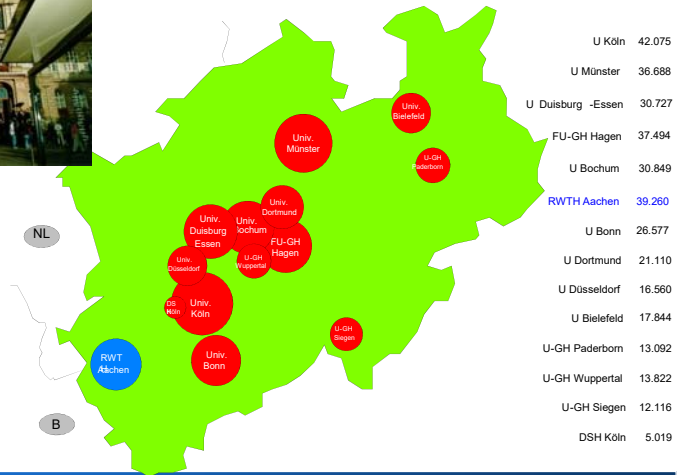 Univ.
Bielefeld
Univ.
Münster
U-GH
Paderborn
Univ.
Dortmund
Univ.
Duisburg
Essen
Univ.
Bochum
FU-GH
Hagen
U-GH
Wuppertal
Univ.
Düsseldorf
DS
Köln
Univ.
Köln
U-GH
Siegen
Univ.
Bonn
RWTH
Aachen
NL
B
U Köln 42.075
U Münster 36.688
U Duisburg -Essen 30.727
FU-GH Hagen 37.494
U Bochum 30.849
RWTH Aachen 39.260
U Bonn 26.577
U Dortmund 21.110
U Düsseldorf 16.560
U Bielefeld 17.844
U-GH Paderborn 13.092
U-GH Wuppertal 13.822
U-GH Siegen 12.116
DSH Köln 5.019